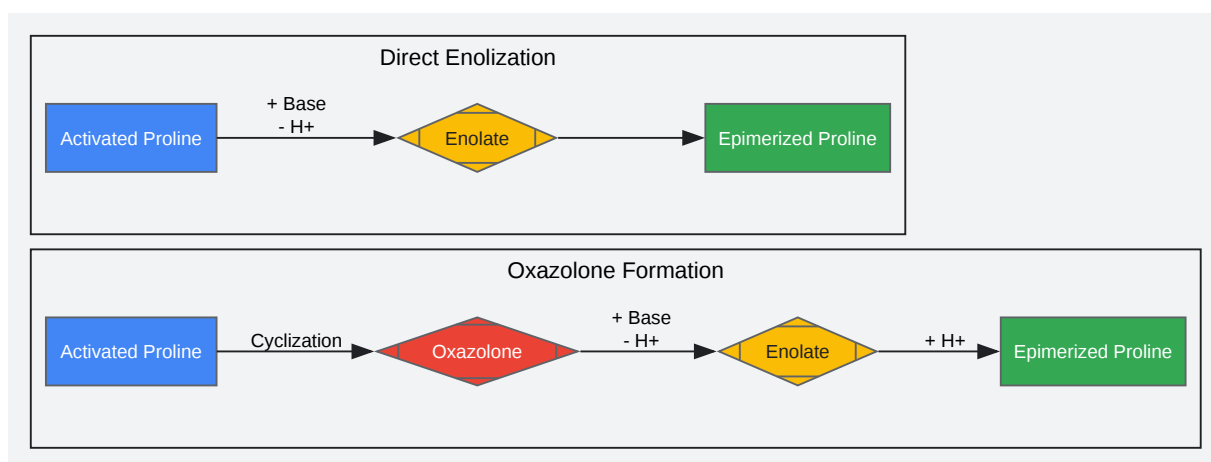 Direct Enolization
Activated Proline
+ Base
- H+
Enolate
Epimerized Proline
Oxazolone Formation
Activated Proline
Cyclization
Oxazolone
+ Base
- H+
Enolate
+ H+
Epimerized Proline